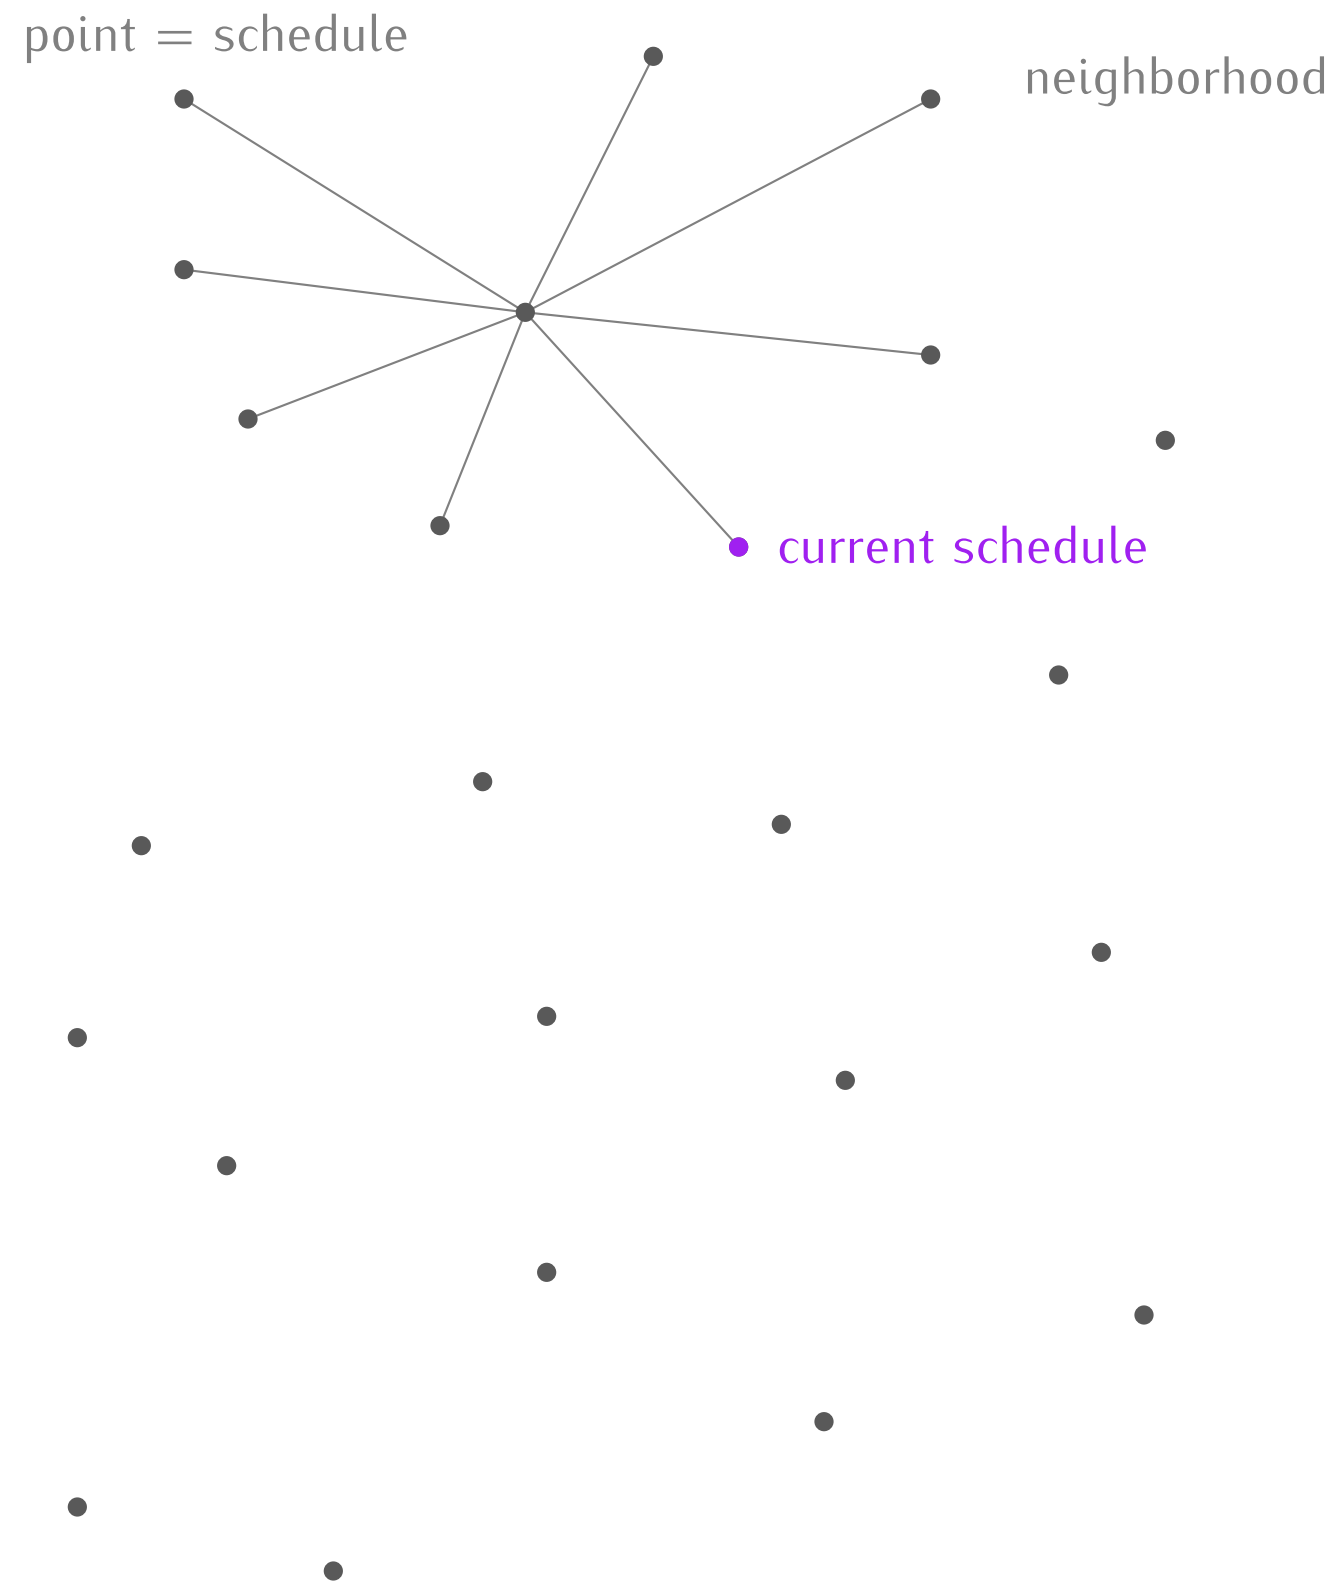 point = schedule
neighborhood
current schedule